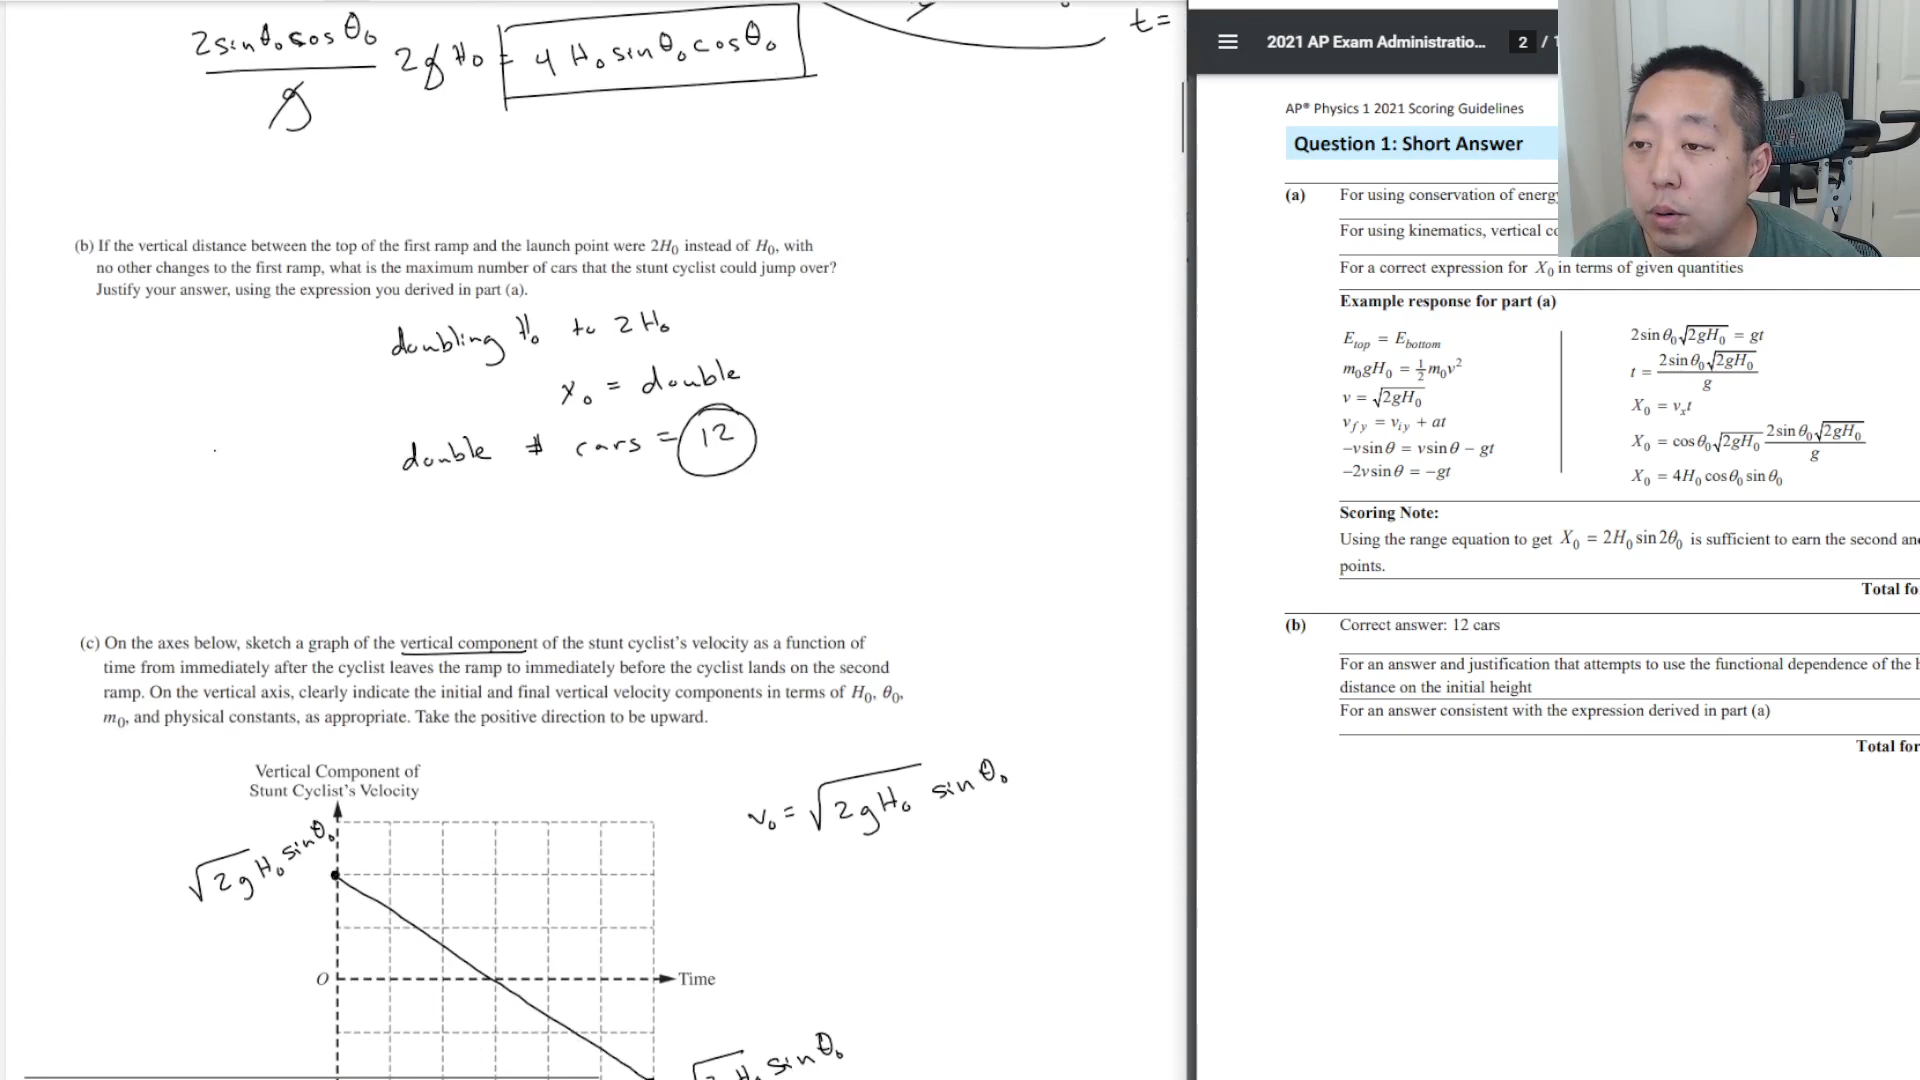 2sinθ₀cosθ₀
g
2gH₀ = 4 H₀ sinθ₀ cosθ₀
t =
(b) If the vertical distance between the top of the first ramp and the launch point were 2H₀ instead of H₀, with
no other changes to the first ramp, what is the maximum number of cars that the stunt cyclist could jump over?
Justify your answer, using the expression you derived in part (a).
doubling H₀ to 2H₀
x₀ = double
double # cars = 12
(c) On the axes below, sketch a graph of the vertical component of the stunt cyclist's velocity as a function of
time from immediately after the cyclist leaves the ramp to immediately before the cyclist lands on the second
ramp. On the vertical axis, clearly indicate the initial and final vertical velocity components in terms of H₀, θ₀,
m₀, and physical constants, as appropriate. Take the positive direction to be upward.
Vertical Component of
Stunt Cyclist's Velocity
√2gH₀ sinθ₀
v₀ = √2gH₀ sinθ₀
O
Time
sinθ₀
2021 AP Exam Administratio... 2 / 1
AP® Physics 1 2021 Scoring Guidelines
Question 1: Short Answer
(a) For using conservation of energy
For using kinematics, vertical
For a correct expression for X₀ in terms of given quantities
Example response for part (a)
E_top = E_bottom
m₀gH₀ = ½m₀v²
v = √2gH₀
v_fy = v_iy + at
−vsinθ = vsinθ − gt
−2vsinθ = −gt
2sinθ₀√2gH₀ = gt
t = 2sinθ₀√2gH₀ / g
X₀ = vₓt
X₀ = cosθ₀√2gH₀ 2sinθ₀√2gH₀ / g
X₀ = 4H₀cosθ₀sinθ₀
Scoring Note:
Using the range equation to get X₀ = 2H₀sin2θ₀ is sufficient to earn the second
points.
Total
(b) Correct answer: 12 cars
For an answer and justification that attempts to use the functional dependence of the
distance on the initial height
For an answer consistent with the expression derived in part (a)
Total for